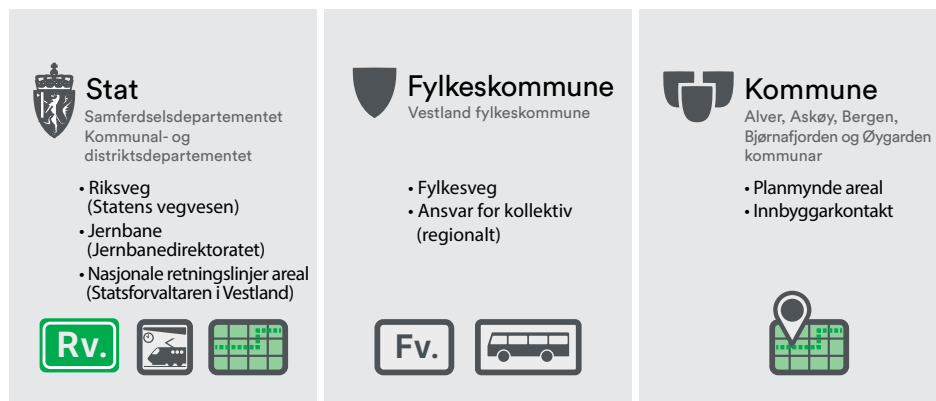 Stat
Samferdselsdepartementet
Kommunal- og
distriktsdepartementet
• Riksveg
(Statens vegvesen)
• Jernbane
(Jernbanedirektoratet)
• Nasjonale retningslinjer areal
(Statsforvaltaren i Vestland)
Rv.
Fylkeskommune
Vestland fylkeskommune
• Fylkesveg
• Ansvar for kollektiv
(regionalt)
Fv.
Kommune
Alver, Askøy, Bergen,
Bjørnafjorden og Øygarden
kommunar
• Planmynde areal
• Innbyggarkontakt